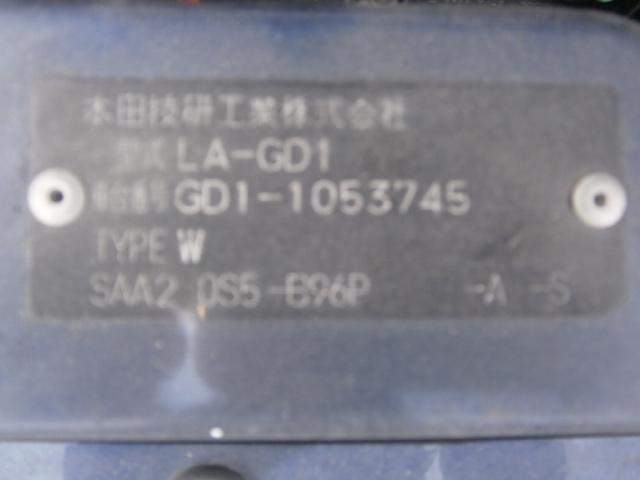 本田技研工業株式会社
型式 LA-GD1
車台番号 GD1-1053745
TYPE W
SAA2 0S5-B96P -A -S